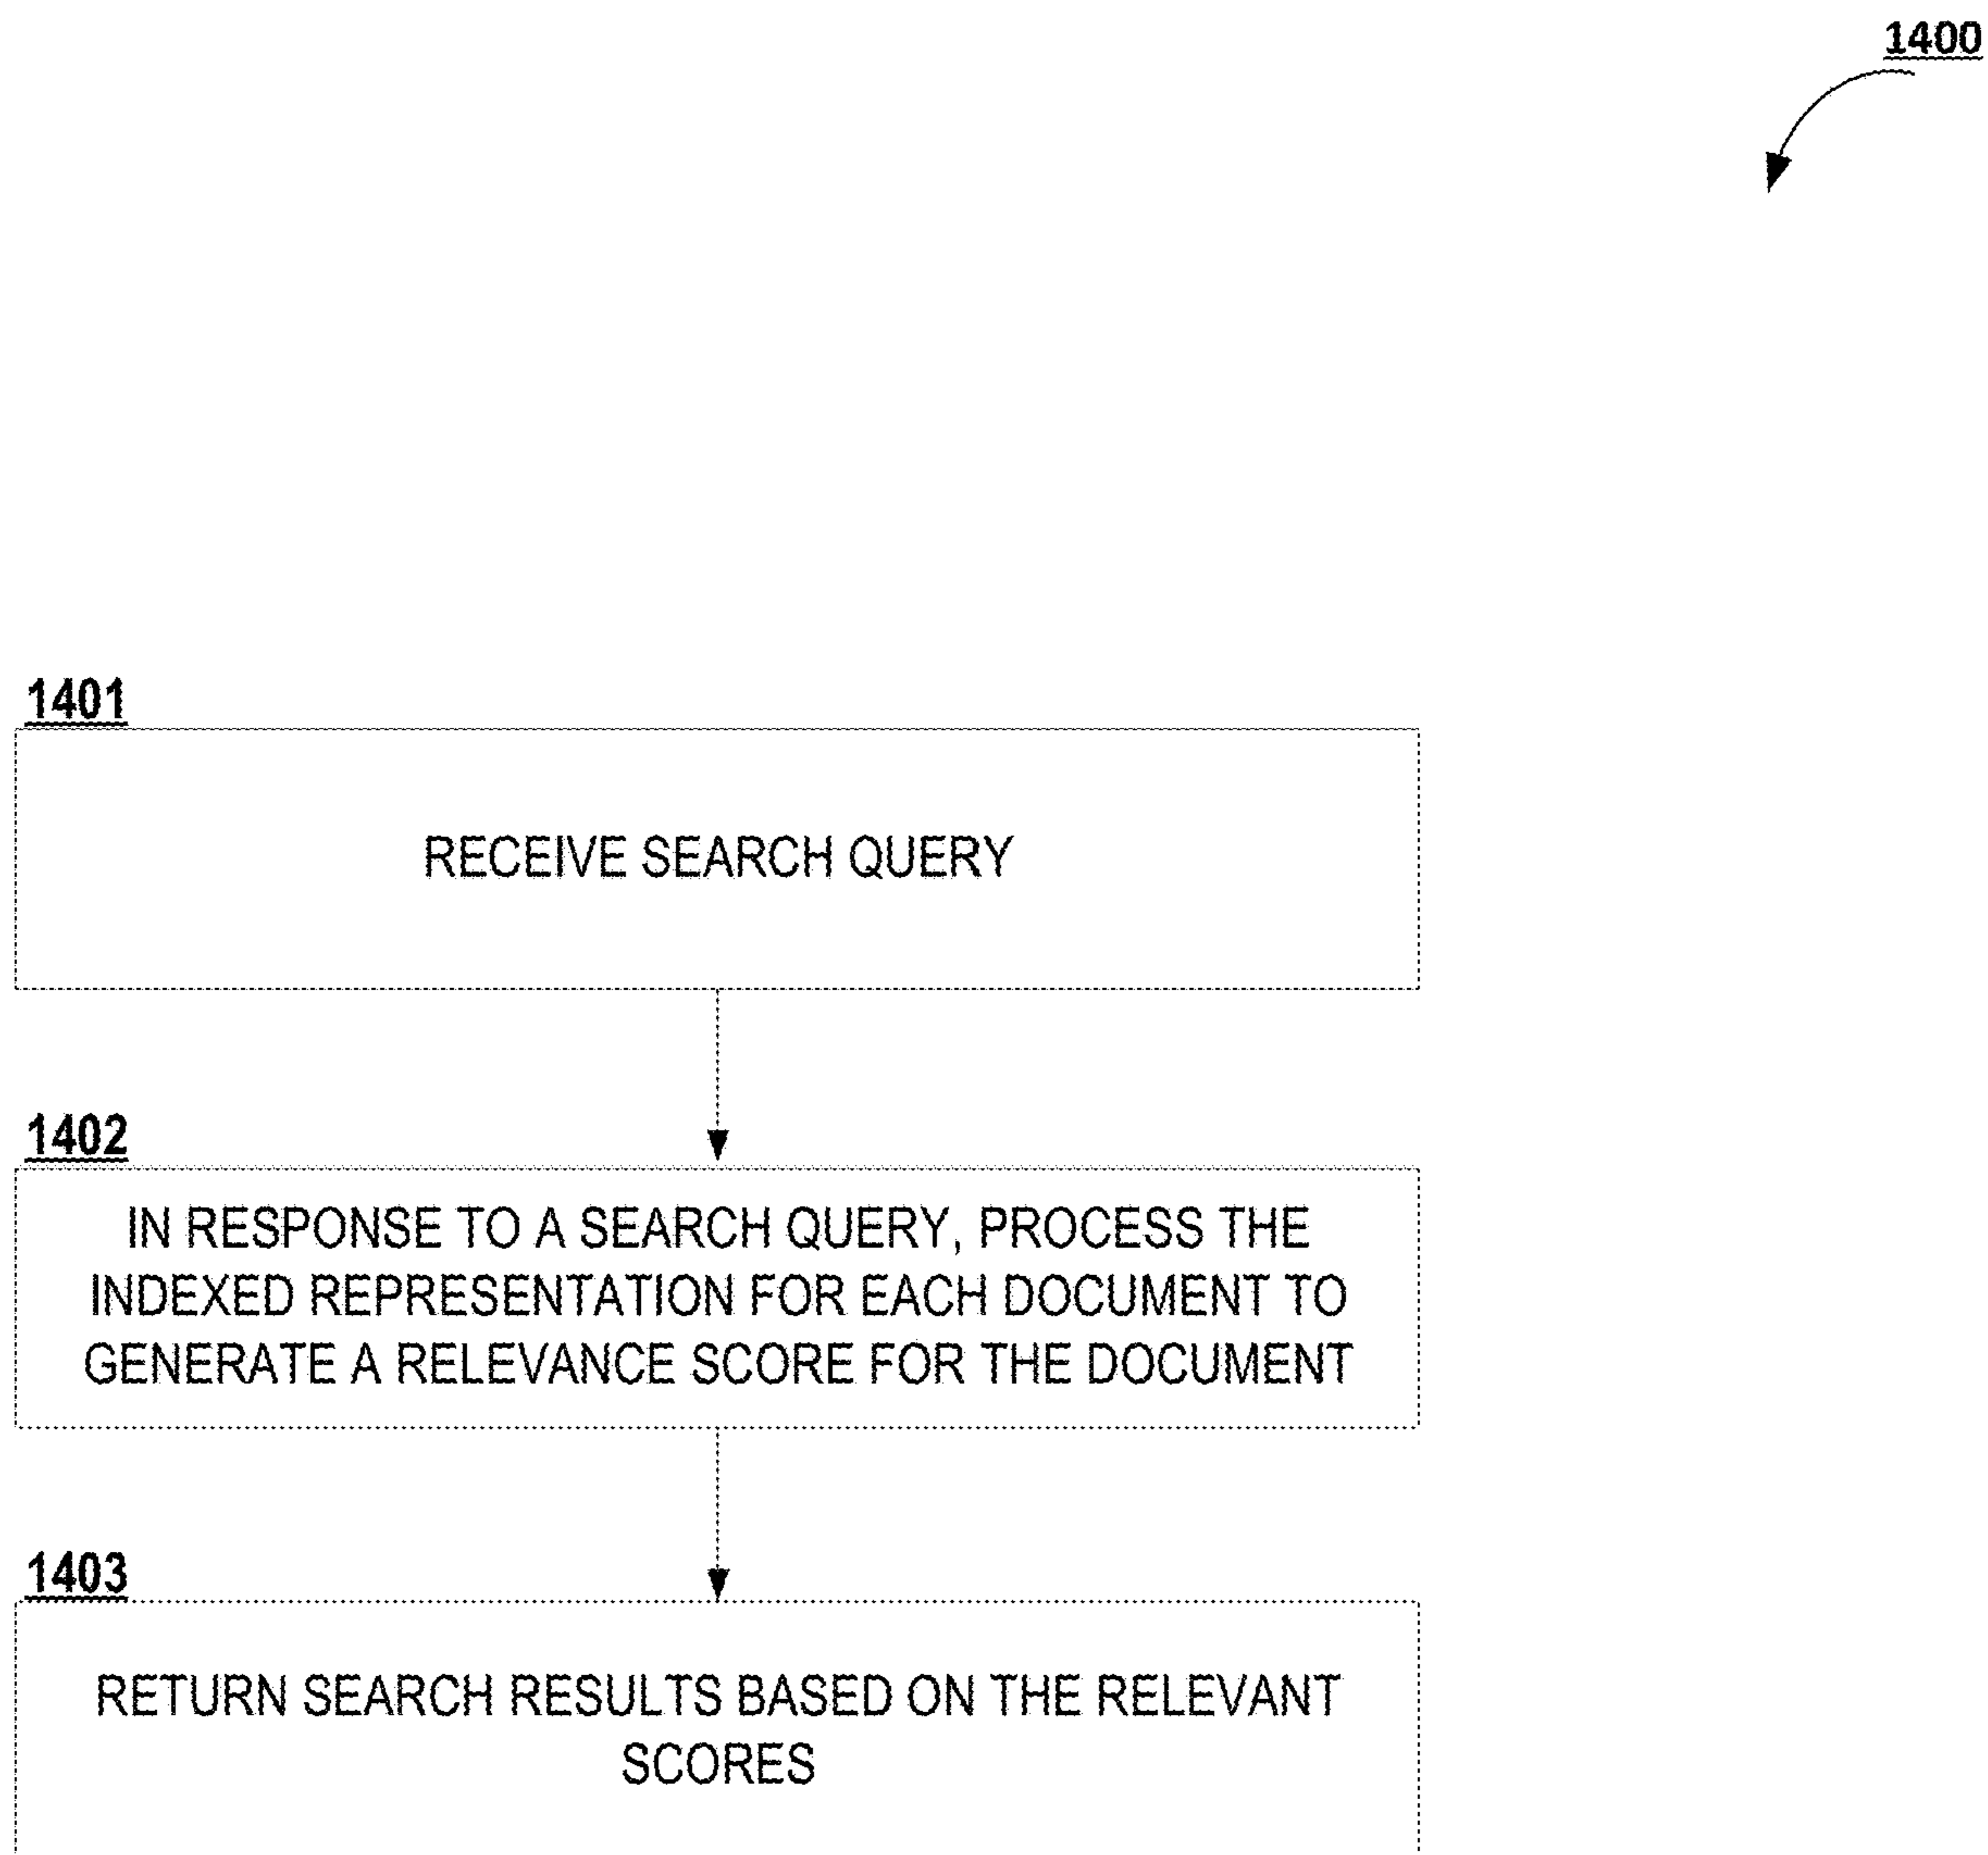 1400
1401
RECEIVE SEARCH QUERY
1402
IN RESPONSE TO A SEARCH QUERY, PROCESS THE
INDEXED REPRESENTATION FOR EACH DOCUMENT TO
GENERATE A RELEVANCE SCORE FOR THE DOCUMENT
1403
RETURN SEARCH RESULTS BASED ON THE RELEVANT
SCORES